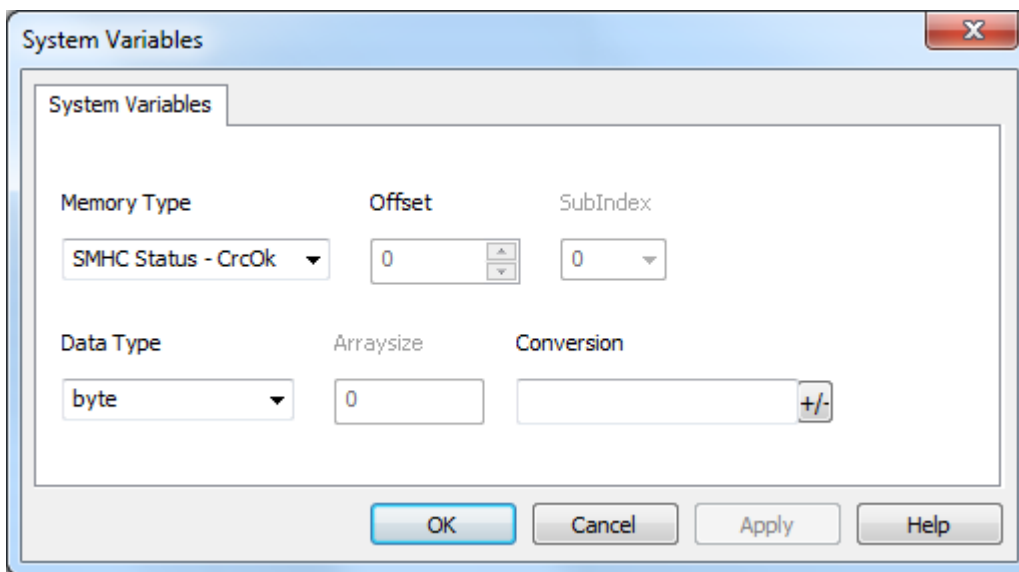 System Variables
System Variables
Memory Type Offset SubIndex
SMHC Status - CrcOk 0 0
Data Type Arraysize Conversion
byte 0 +/-
OK Cancel Apply Help